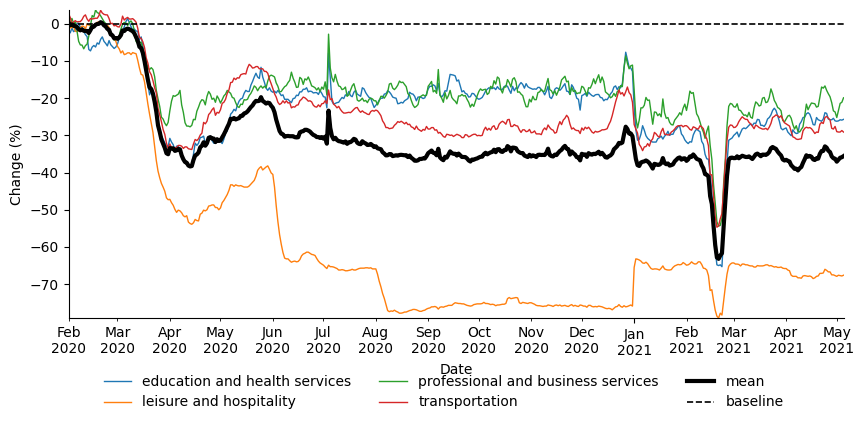 0
−10
−20
−30
−40
−50
−60
−70
Change (%)
Feb Mar Apr May Jun Jul Aug Sep Oct Nov Dec Jan Feb Mar Apr May
2020 2020 2020 2020 2020 2020 2020 2020 2020 2020 2020 2021 2021 2021 2021 2021
Date
education and health services professional and business services mean
leisure and hospitality transportation baseline